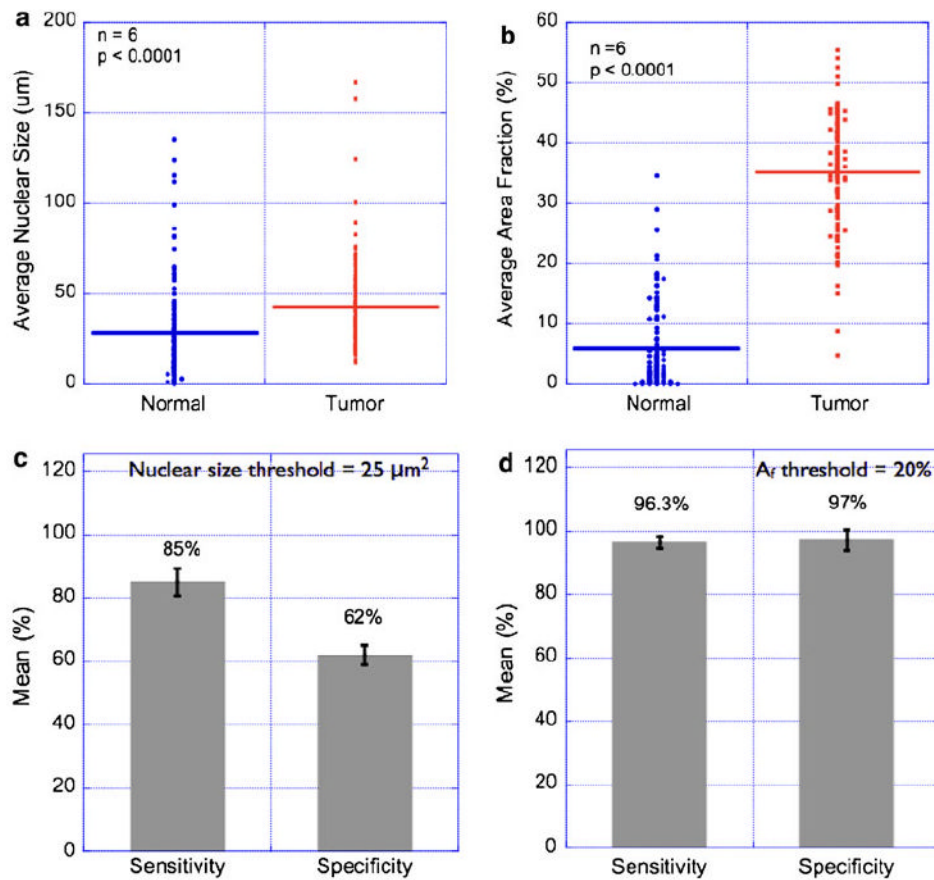 a
Average Nuclear Size (um)
200
150
100
50
0
n = 6
p < 0.0001
Normal
Tumor
b
Average Area Fraction (%)
60
50
40
30
20
10
0
n =6
p < 0.0001
Normal
Tumor
c
Mean (%)
120
100
80
60
40
20
0
Nuclear size threshold = 25 µm²
85%
62%
Sensitivity
Specificity
d
Mean (%)
120
100
80
60
40
20
0
A_f threshold = 20%
96.3%
97%
Sensitivity
Specificity